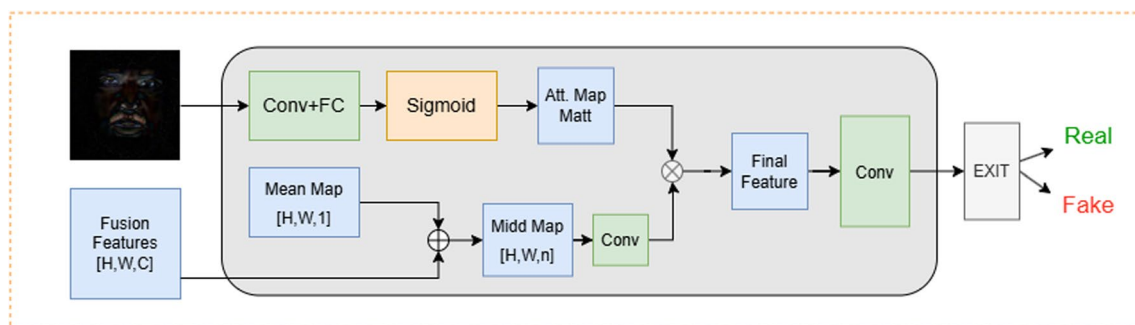 Conv+FC
Sigmoid
Att. Map
Matt
Mean Map
[H,W,1]
Fusion
Features
[H,W,C]
Midd Map
[H,W,n]
Conv
Final
Feature
Conv
EXIT
Real
Fake